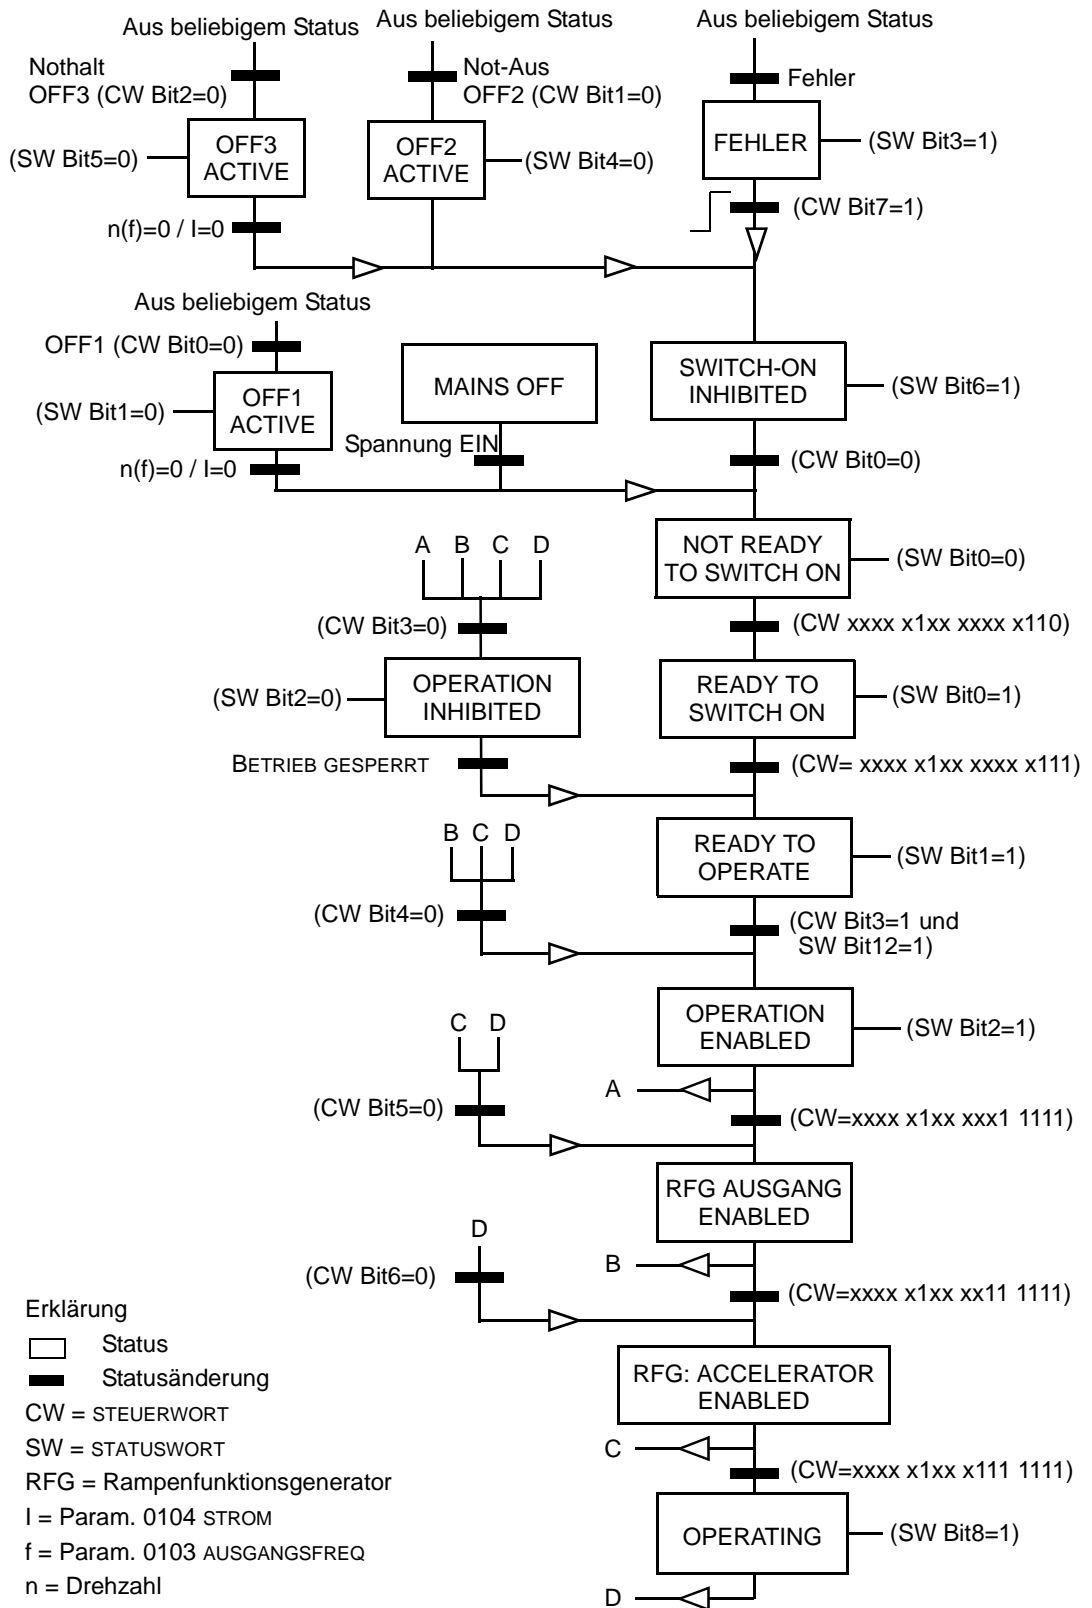 Aus beliebigem Status
Aus beliebigem Status
Aus beliebigem Status
Nothalt
OFF3 (CW Bit2=0)
Not-Aus
OFF2 (CW Bit1=0)
Fehler
OFF3
ACTIVE
(SW Bit5=0)
OFF2
ACTIVE
(SW Bit4=0)
FEHLER
(SW Bit3=1)
n(f)=0 / I=0
(CW Bit7=1)
Aus beliebigem Status
OFF1 (CW Bit0=0)
OFF1
ACTIVE
(SW Bit1=0)
n(f)=0 / I=0
MAINS OFF
Spannung EIN
SWITCH-ON
INHIBITED
(SW Bit6=1)
(CW Bit0=0)
NOT READY
TO SWITCH ON
(SW Bit0=0)
A B C D
(CW Bit3=0)
(CW xxxx x1xx xxxx x110)
OPERATION
INHIBITED
(SW Bit2=0)
READY TO
SWITCH ON
(SW Bit0=1)
BETRIEB GESPERRT
(CW= xxxx x1xx xxxx x111)
B C D
READY TO
OPERATE
(SW Bit1=1)
(CW Bit4=0)
(CW Bit3=1 und
SW Bit12=1)
OPERATION
ENABLED
(SW Bit2=1)
C D
A
(CW Bit5=0)
(CW=xxxx x1xx xxx1 1111)
RFG AUSGANG
ENABLED
D
B
(CW Bit6=0)
(CW=xxxx x1xx xx11 1111)
RFG: ACCELERATOR
ENABLED
C
(CW=xxxx x1xx x111 1111)
OPERATING
(SW Bit8=1)
D
Erklärung
Status
Statusänderung
CW = STEUERWORT
SW = STATUSWORT
RFG = Rampenfunktionsgenerator
I = Param. 0104 STROM
f = Param. 0103 AUSGANGSFREQ
n = Drehzahl